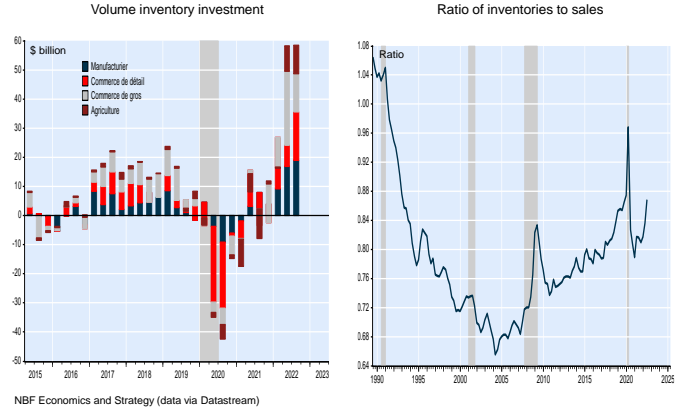 Volume inventory investment
Ratio of inventories to sales
60
$ billion
Manufacturier
50
Commerce de détail
Commerce de gros
40
Agriculture
30
20
10
0
-10
-20
-30
-40
-50
2015 2016 2017 2018 2019 2020 2021 2022 2023
1.08
Ratio
1.04
1.00
0.96
0.92
0.88
0.84
0.80
0.76
0.72
0.68
0.64
1990 1995 2000 2005 2010 2015 2020 2025
NBF Economics and Strategy (data via Datastream)